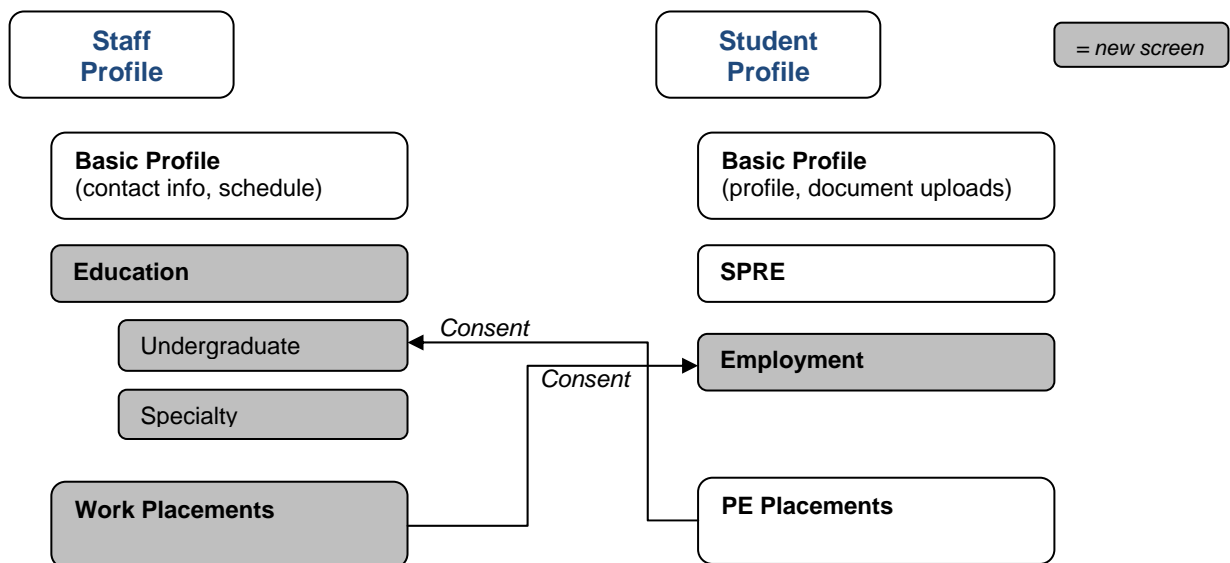 Staff
Profile
Student
Profile
= new screen
Basic Profile
(contact info, schedule)
Basic Profile
(profile, document uploads)
Education
SPRE
Undergraduate
Consent
Consent
Employment
Specialty
Work Placements
PE Placements